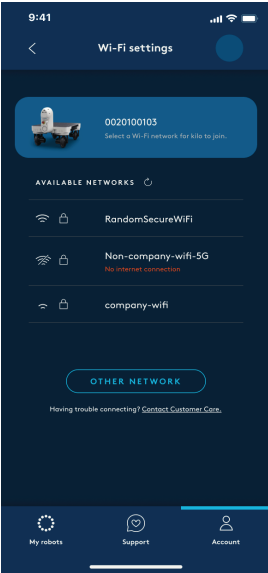 9:41
Wi-Fi settings
0020100103
Select a Wi-Fi network for kilo to join.
AVAILABLE NETWORKS
RandomSecureWiFi
Non-company-wifi-5G
No internet connection
company-wifi
OTHER NETWORK
Having trouble connecting? Contact Customer Care.
My robots Support Account